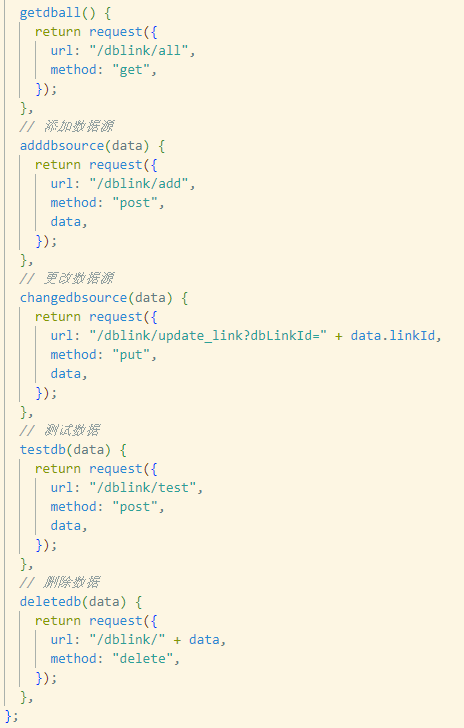 getdball() {
return request({
url: "/dblink/all",
method: "get",
});
},
// 添加数据源
adddbsource(data) {
return request({
url: "/dblink/add",
method: "post",
data,
});
},
// 更改数据源
changedbsource(data) {
return request({
url: "/dblink/update_link?dbLinkId=" + data.linkId,
method: "put",
data,
});
},
// 测试数据
testdb(data) {
return request({
url: "/dblink/test",
method: "post",
data,
});
},
// 删除数据
deletedb(data) {
return request({
url: "/dblink/" + data,
method: "delete",
});
},
};